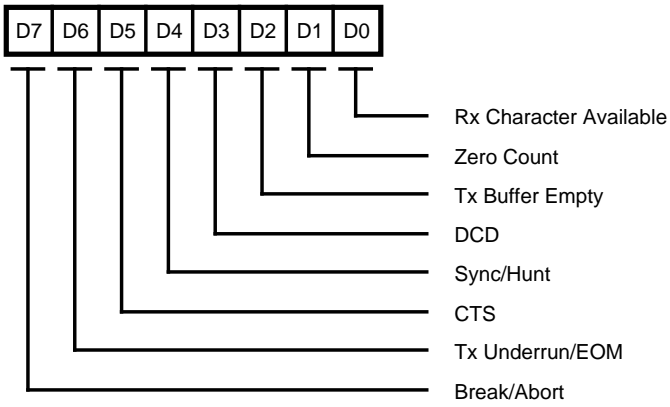 D7 D6 D5 D4 D3 D2 D1 D0
Rx Character Available
Zero Count
Tx Buffer Empty
DCD
Sync/Hunt
CTS
Tx Underrun/EOM
Break/Abort